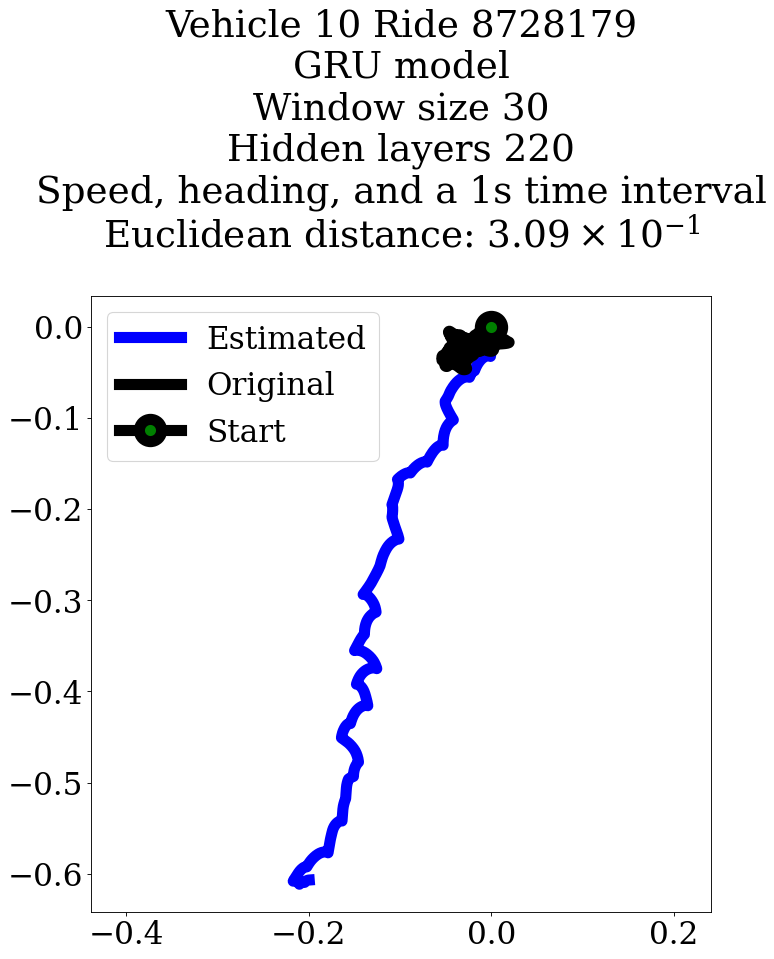 Vehicle 10 Ride 8728179
GRU model
Window size 30
Hidden layers 220
Speed, heading, and a 1s time interval
Euclidean distance: 3.09 × 10⁻¹
Estimated
Original
Start
0.0
−0.1
−0.2
−0.3
−0.4
−0.5
−0.6
−0.4
−0.2
0.0
0.2